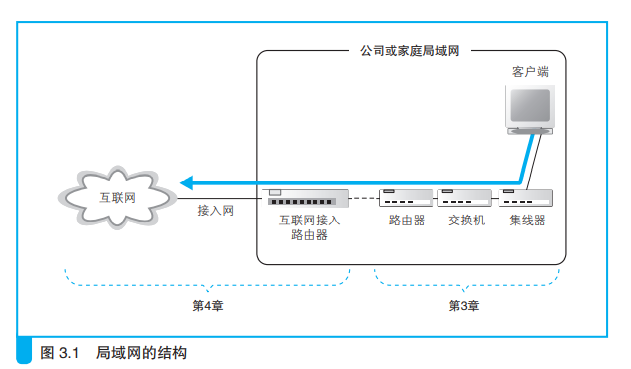 公司或家庭局域网
客户端
互联网
接入网
互联网接入
路由器
路由器
交换机
集线器
第4章
第3章
图 3.1 局域网的结构